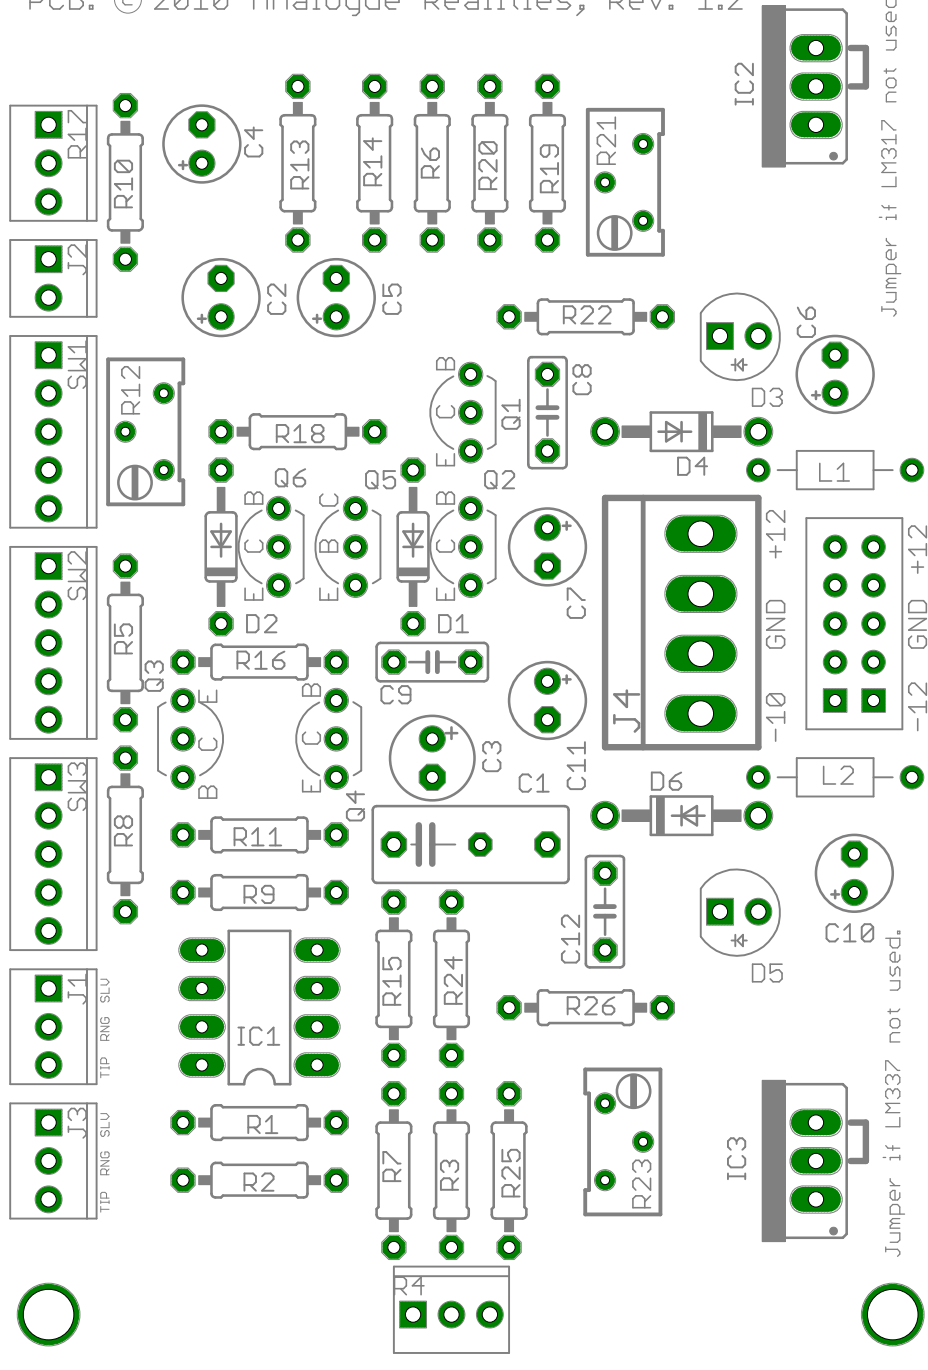 PCB. © 2010 Analogue Realities, Rev. 1.2
Jumper if LM317 not used
IC2
R17
R10
C4
R13
R14
R6
R20
R19
R21
J2
C2
C5
R22
C6
D3
SW1
R12
R18
B
C
E
Q1
C8
D4
L1
Q6
B
C
E
Q5
C
B
E
Q2
B
C
E
C7
+12
GND
-10
J4
+12
GND
-12
SW2
R5
D2
D1
R16
C9
Q3
E
C
B
B
C
E
Q4
C3
C11
C1
D6
L2
SW3
R8
R11
R9
C12
C10
D5
R15
R24
R26
IC1
J1
SLV
RNG
TIP
J3
SLV
RNG
TIP
R1
R2
R7
R3
R25
R23
IC3
Jumper if LM337 not used.
R4